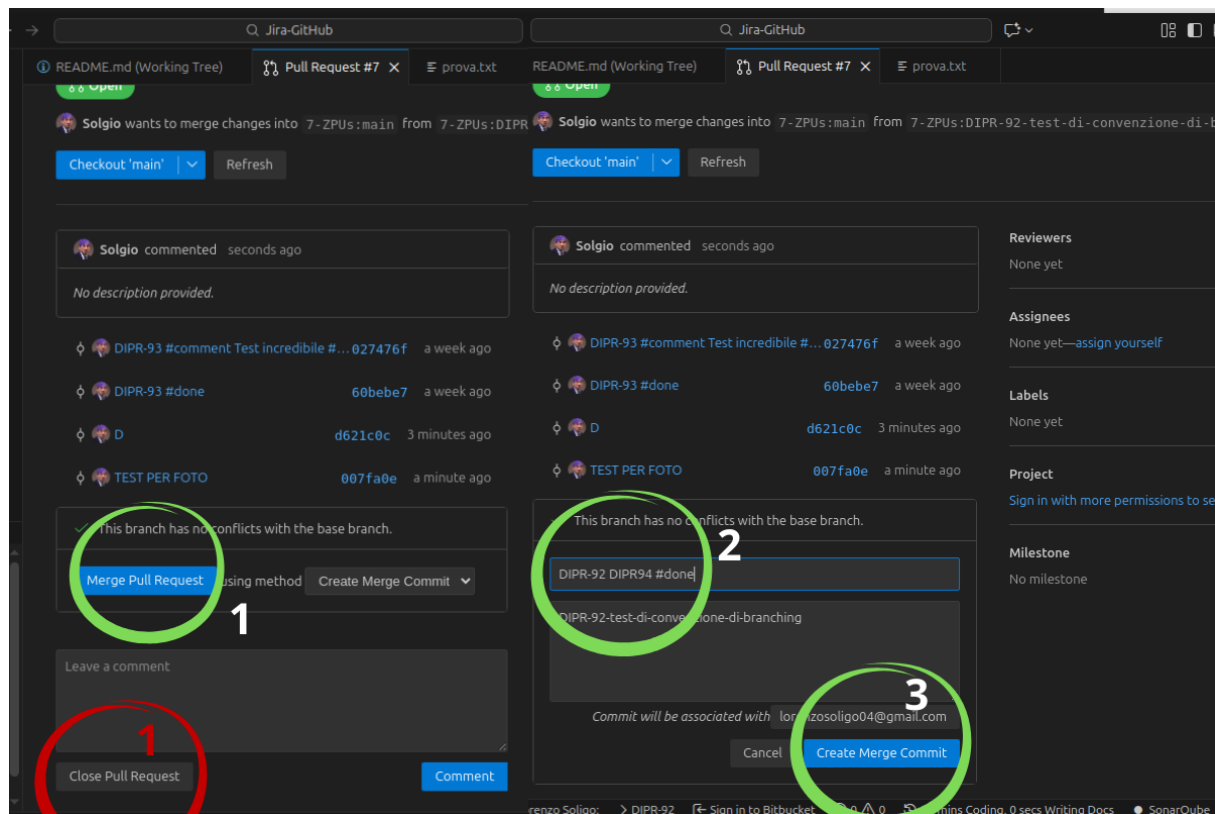 Jira-GitHub
README.md (Working Tree)
Pull Request #7
prova.txt
Open
Solgio wants to merge changes into 7-ZPUs:main from 7-ZPUs:DIPR
Checkout 'main'
Refresh
Solgio commented seconds ago
No description provided.
DIPR-93 #comment Test incredibile #... 027476f a week ago
DIPR-93 #done 60bebe7 a week ago
D d621c0c 3 minutes ago
TEST PER FOTO 007fa0e a minute ago
This branch has no conflicts with the base branch.
Merge Pull Request using method Create Merge Commit
1
Leave a comment
1
Close Pull Request
Comment
Jira-GitHub
README.md (Working Tree)
Pull Request #7
prova.txt
Open
Solgio wants to merge changes into 7-ZPUs:main from 7-ZPUs:DIPR-92-test-di-convenzione-di-b
Checkout 'main'
Refresh
Solgio commented seconds ago
No description provided.
DIPR-93 #comment Test incredibile #... 027476f a week ago
DIPR-93 #done 60bebe7 a week ago
D d621c0c 3 minutes ago
TEST PER FOTO 007fa0e a minute ago
This branch has no conflicts with the base branch.
2
DIPR-92 DIPR94 #done
DIPR-92-test-di-convenzione-di-branching
3
Commit will be associated with lorenzosoligo04@gmail.com
Cancel
Create Merge Commit
Reviewers
None yet
Assignees
None yet—assign yourself
Labels
None yet
Project
Sign in with more permissions to se
Milestone
No milestone
renzo Soligo: > DIPR-92 Sign in to Bitbucket 0 0 mins Coding, 0 secs Writing Docs SonarQube